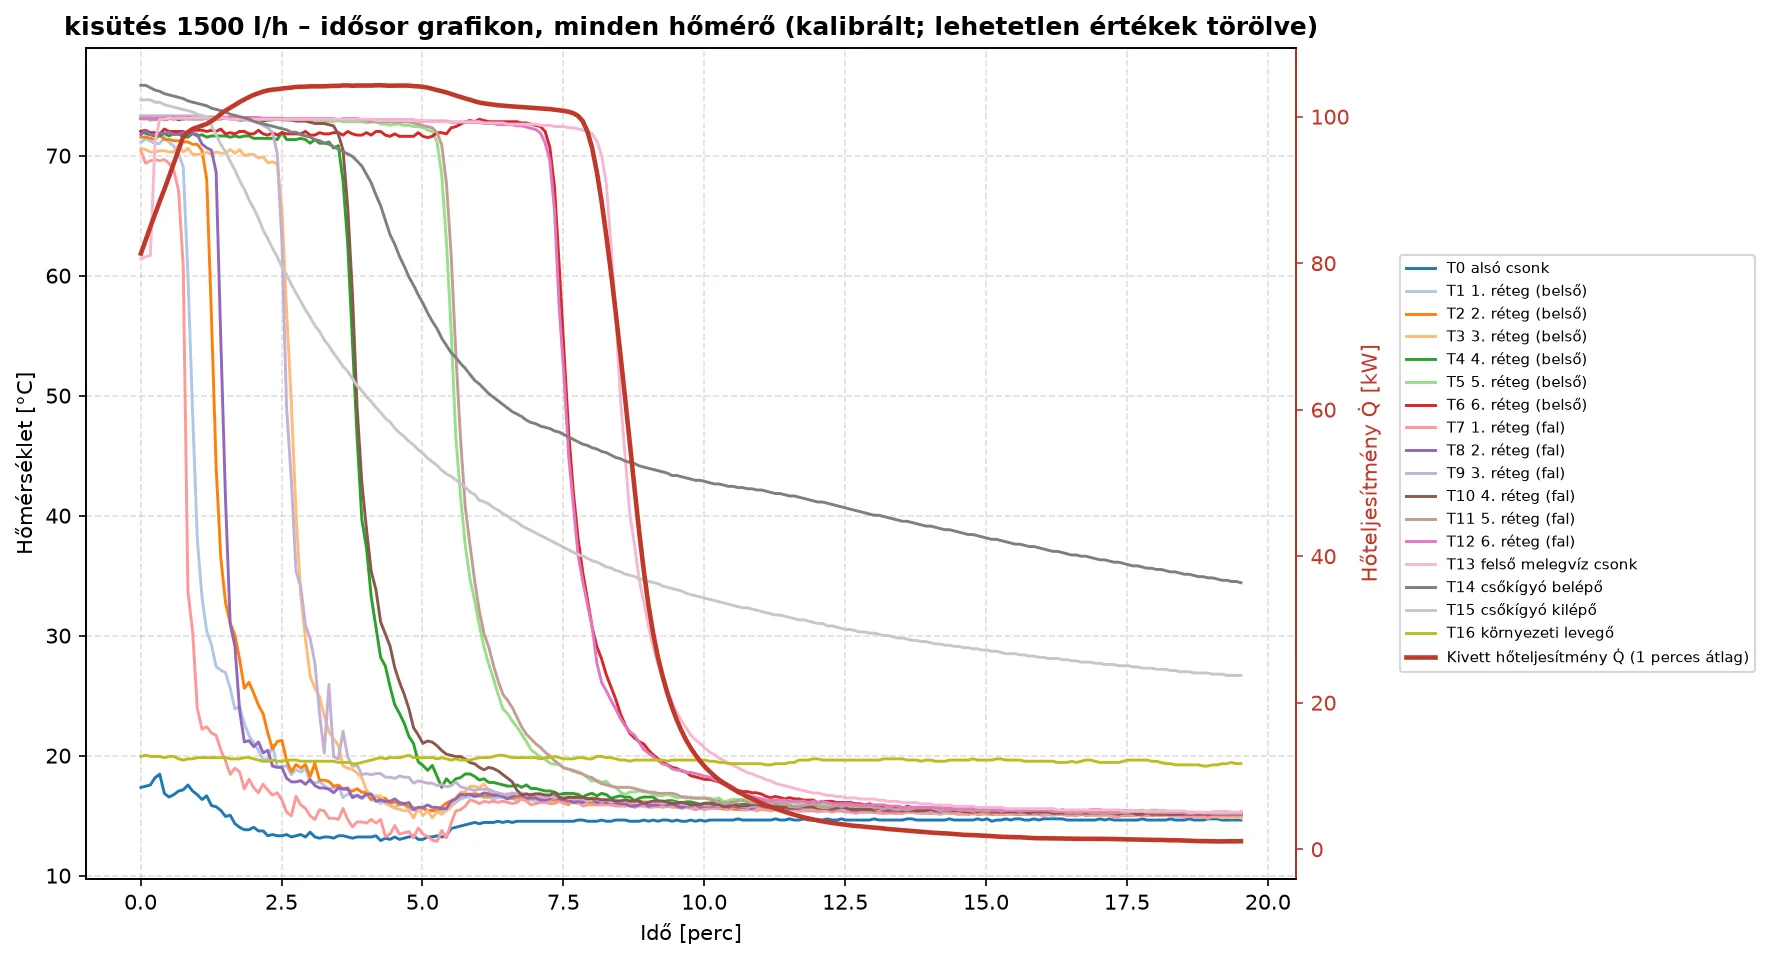 kisütés 1500 l/h – idősor grafikon, minden hőmérő (kalibrált; lehetetlen értékek törölve)
Hőmérséklet [°C]
70
60
50
40
30
20
10
0.0
2.5
5.0
7.5
10.0
12.5
15.0
17.5
20.0
Idő [perc]
100
80
60
40
20
0
Hőteljesítmény Q̇ [kW]
T0 alsó csonk
T1 1. réteg (belső)
T2 2. réteg (belső)
T3 3. réteg (belső)
T4 4. réteg (belső)
T5 5. réteg (belső)
T6 6. réteg (belső)
T7 1. réteg (fal)
T8 2. réteg (fal)
T9 3. réteg (fal)
T10 4. réteg (fal)
T11 5. réteg (fal)
T12 6. réteg (fal)
T13 felső melegvíz csonk
T14 csőkígyó belépő
T15 csőkígyó kilépő
T16 környezeti levegő
Kivett hőteljesítmény Q̇ (1 perces átlag)